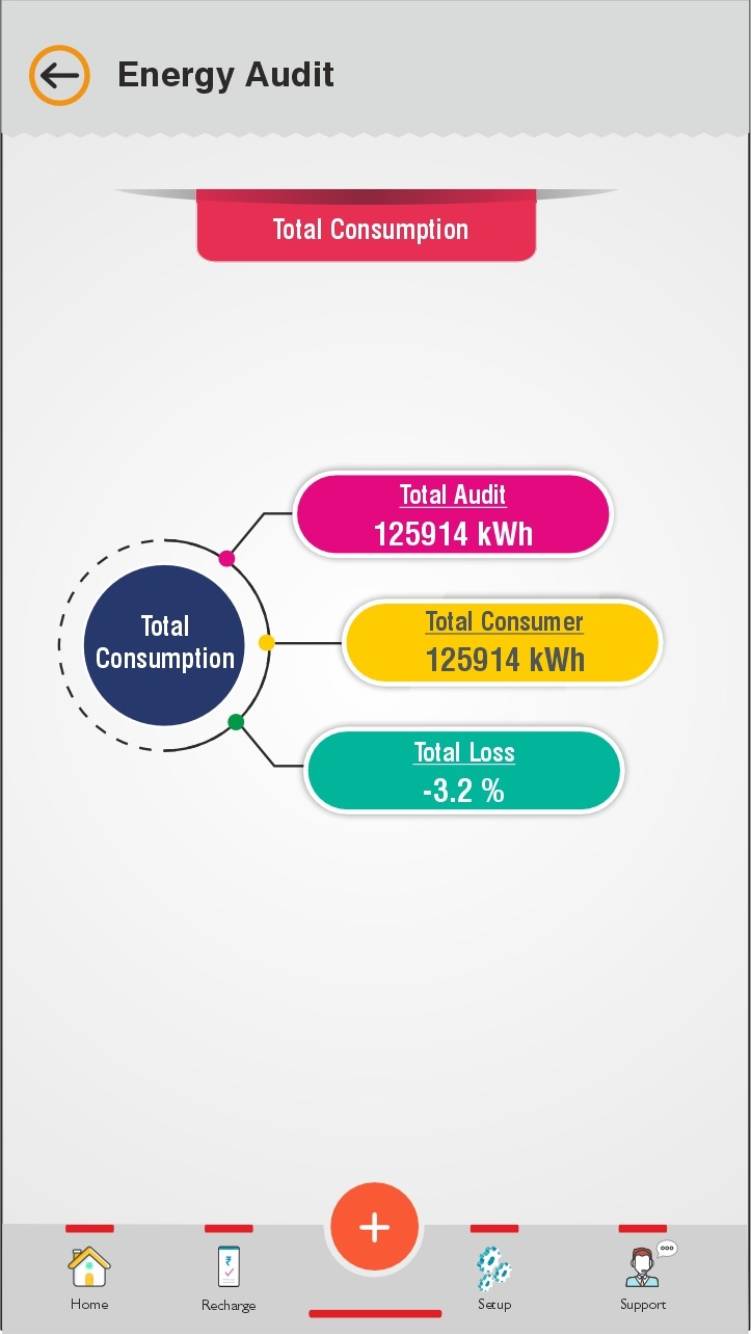 Energy Audit
Total Consumption
Total Audit
125914 kWh
Total
Consumption
Total Consumer
125914 kWh
Total Loss
-3.2 %
+
₹
Home
Recharge
Setup
Support